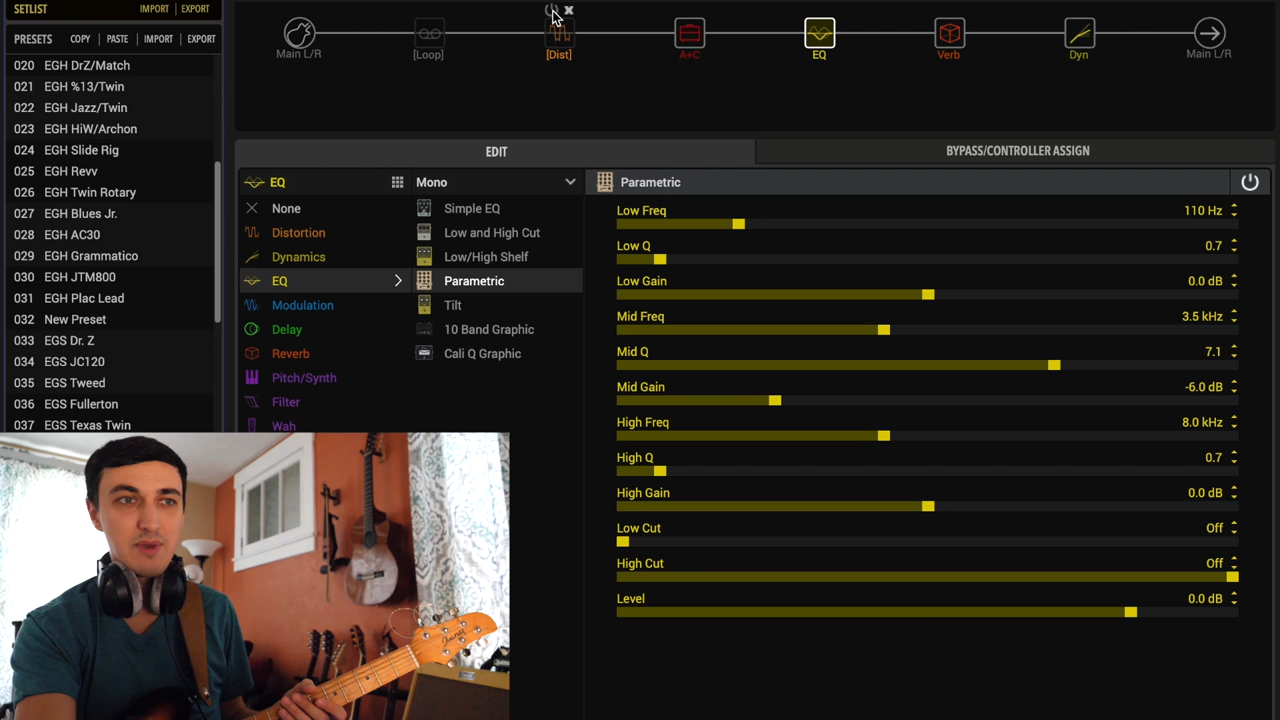 SETLIST IMPORT | EXPORT
PRESETS COPY | PASTE | IMPORT | EXPORT
020 EGH DrZ/Match
021 EGH %13/Twin
022 EGH Jazz/Twin
023 EGH HiW/Archon
024 EGH Slide Rig
025 EGH Revv
026 EGH Twin Rotary
027 EGH Blues Jr.
028 EGH AC30
029 EGH Grammatico
030 EGH JTM800
031 EGH Plac Lead
032 New Preset
033 EGS Dr. Z
034 EGS JC120
035 EGS Tweed
036 EGS Fullerton
037 EGS Texas Twin
Main L/R [Loop] [Dist] A+C EQ Verb Dyn Main L/R
EDIT BYPASS/CONTROLLER ASSIGN
EQ
None
Distortion
Dynamics
EQ
Modulation
Delay
Reverb
Pitch/Synth
Filter
Wah
Mono
Simple EQ
Low and High Cut
Low/High Shelf
Parametric
Tilt
10 Band Graphic
Cali Q Graphic
Parametric
Low Freq 110 Hz
Low Q 0.7
Low Gain 0.0 dB
Mid Freq 3.5 kHz
Mid Q 7.1
Mid Gain -6.0 dB
High Freq 8.0 kHz
High Q 0.7
High Gain 0.0 dB
Low Cut Off
High Cut Off
Level 0.0 dB
Ibanez